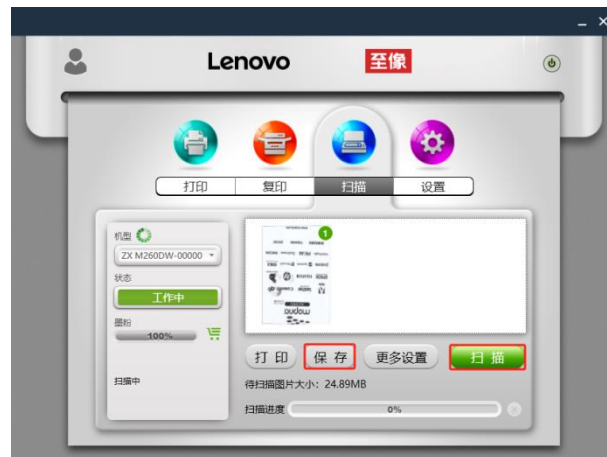 Lenovo 至像
打印 复印 扫描 设置
机型
ZX M260DW-00000
状态
工作中
墨粉
100%
扫描中
1
打 印 保 存 更多设置 扫 描
待扫描图片大小：24.89MB
扫描进度 0%